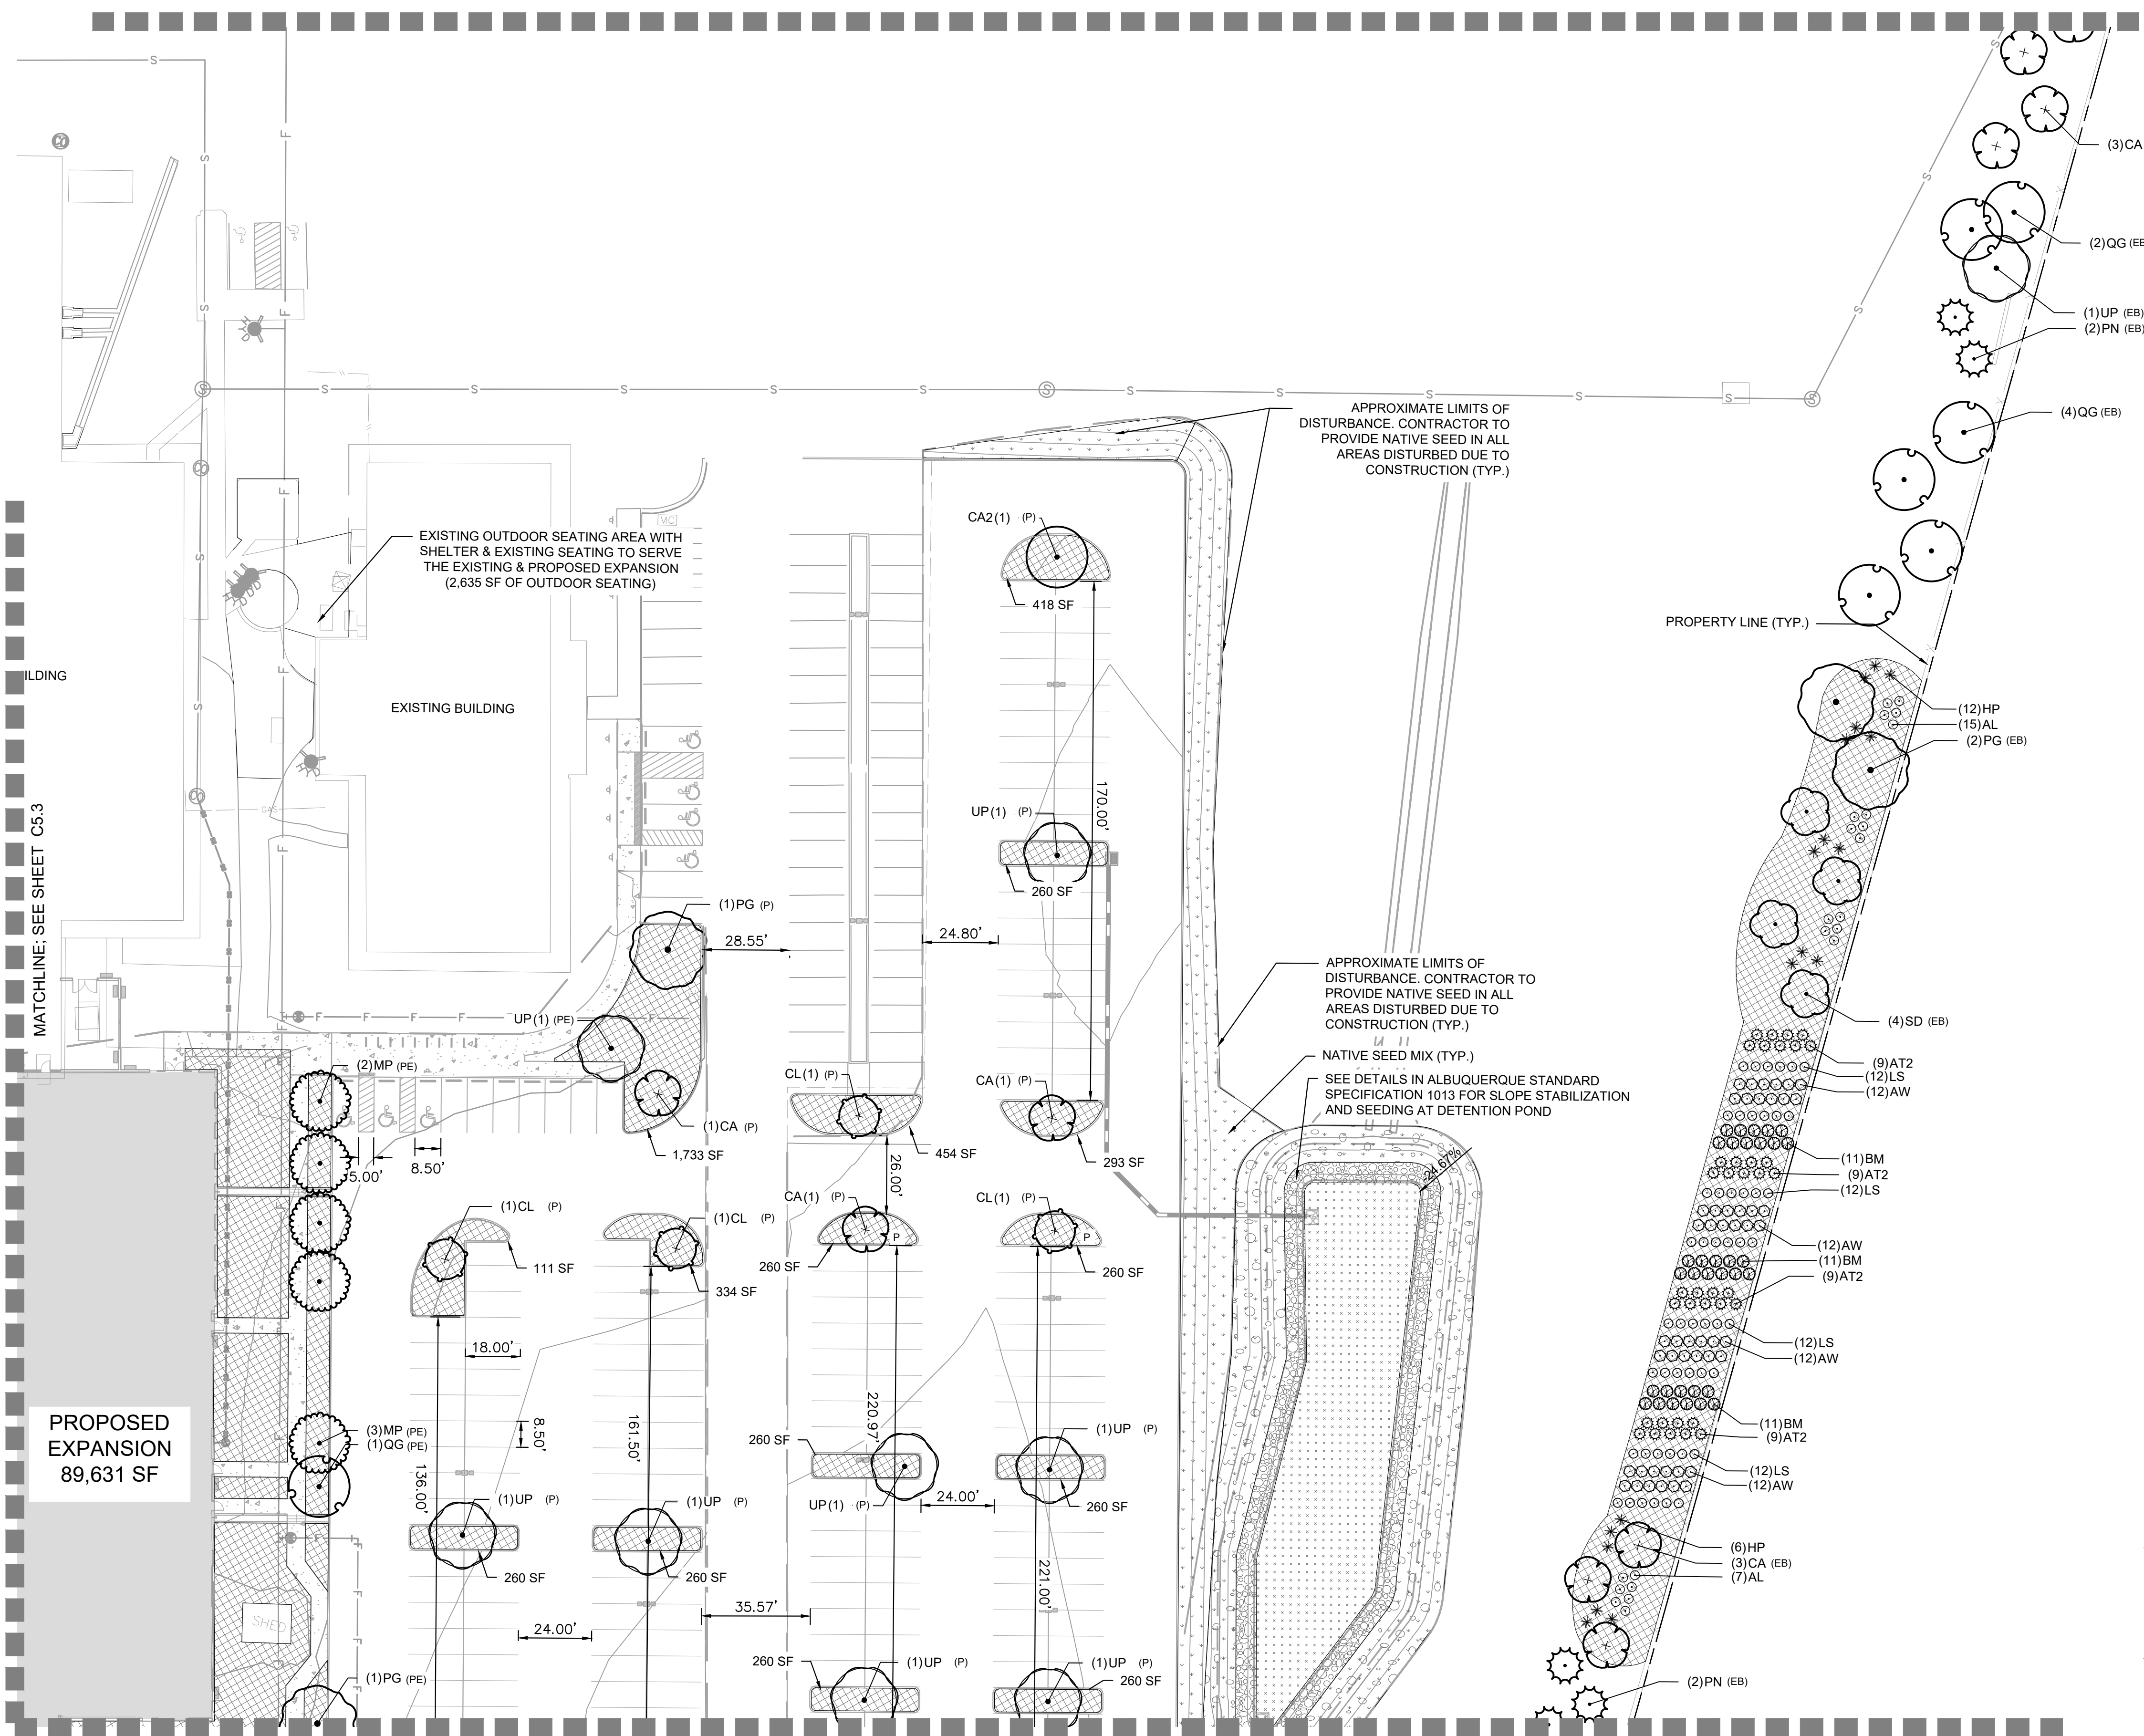 (3)CA
(2)QG (EB
(1)UP (EB)
(2)PN (EB)
(4)QG (EB)
APPROXIMATE LIMITS OF
DISTURBANCE. CONTRACTOR TO
PROVIDE NATIVE SEED IN ALL
AREAS DISTURBED DUE TO
CONSTRUCTION (TYP.)
CA2(1) (P)
MC
EXISTING OUTDOOR SEATING AREA WITH
SHELTER & EXISTING SEATING TO SERVE
THE EXISTING & PROPOSED EXPANSION
(2,635 SF OF OUTDOOR SEATING)
418 SF
PROPERTY LINE (TYP.)
ILDING
EXISTING BUILDING
(12)HP
(15)AL
(2)PG (EB)
170.00'
UP(1) (P)
GAS
MATCHLINE; SEE SHEET C5.3
260 SF
(1)PG (P)
28.55'
24.80'
APPROXIMATE LIMITS OF
DISTURBANCE. CONTRACTOR TO
PROVIDE NATIVE SEED IN ALL
AREAS DISTURBED DUE TO
CONSTRUCTION (TYP.)
UP(1) (PE)
(4)SD (EB)
NATIVE SEED MIX (TYP.)
(2)MP (PE)
CL(1) (P)
CA(1) (P)
SEE DETAILS IN ALBUQUERQUE STANDARD
SPECIFICATION 1013 FOR SLOPE STABILIZATION
AND SEEDING AT DETENTION POND
(9)AT2
(12)LS
(12)AW
(1)CA (P)
1,733 SF
454 SF
293 SF
5.00'
8.50'
26.00'
24.67%
(11)BM
(9)AT2
(12)LS
(1)CL (P)
(1)CL (P)
CA(1) (P)
CL(1) (P)
P
P
111 SF
334 SF
260 SF
260 SF
(12)AW
(11)BM
(9)AT2
18.00'
(12)LS
(12)AW
PROPOSED
EXPANSION
89,631 SF
(3)MP (PE)
(1)QG (PE)
136.00'
8.50'
161.50'
220.97'
260 SF
(1)UP (P)
(11)BM
(9)AT2
(12)LS
(12)AW
(1)UP (P)
(1)UP (P)
UP(1) (P)
24.00'
260 SF
260 SF
260 SF
221.00'
(6)HP
(3)CA (EB)
(7)AL
SHED
24.00'
35.57'
260 SF
(1)UP (P)
(1)UP (P)
260 SF
(1)PG (PE)
(2)PN (EB)